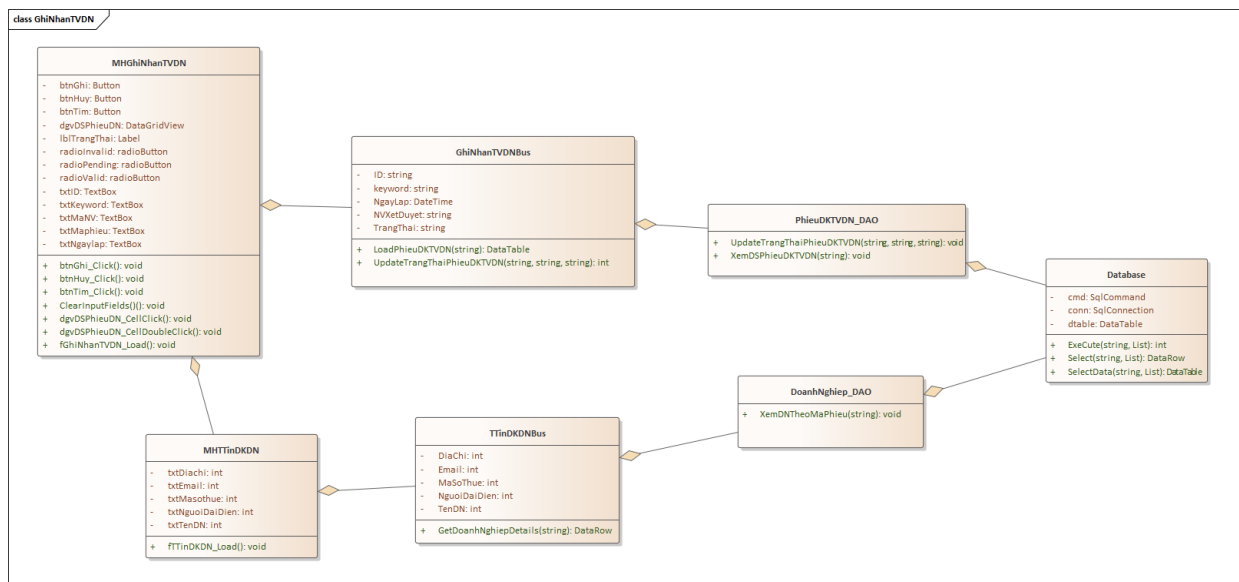 class GhiNhanTVDN
MHGhiNhanTVDN
- btnGhi: Button
- btnHuy: Button
- btnTim: Button
- dgvDSPhieuDN: DataGridView
- lblTrangThai: Label
- radioInvalid: radioButton
- radioPending: radioButton
- radioValid: radioButton
- txtID: TextBox
- txtKeyword: TextBox
- txtMaNV: TextBox
- txtMaphieu: TextBox
- txtNgaylap: TextBox
+ btnGhi_Click(): void
+ btnHuy_Click(): void
+ btnTim_Click(): void
+ ClearInputFields()(): void
+ dgvDSPhieuDN_CellClick(): void
+ dgvDSPhieuDN_CellDoubleClick(): void
+ fGhiNhanTVDN_Load(): void
GhiNhanTVDNBus
- ID: string
- keyword: string
- NgayLap: DateTime
- NVXetDuyet: string
- TrangThai: string
+ LoadPhieuDKTVDN(string): DataTable
+ UpdateTrangThaiPhieuDKTVDN(string, string, string): int
PhieuDKTVDN_DAO
+ UpdateTrangThaiPhieuDKTVDN(string, string, string): void
+ XemDSPhieuDKTVDN(string): void
Database
- cmd: SqlCommand
- conn: SqlConnection
- dtable: DataTable
+ ExeCute(string, List): int
+ Select(string, List): DataRow
+ SelectData(string, List): DataTable
DoanhNghiep_DAO
+ XemDNTheoMaPhieu(string): void
TTinDKDNBus
- DiaChi: int
- Email: int
- MaSoThue: int
- NguoiDaiDien: int
- TenDN: int
+ GetDoanhNghiepDetails(string): DataRow
MHTTinDKDN
- txtDiachi: int
- txtEmail: int
- txtMasothue: int
- txtNguoiDaiDien: int
- txtTenDN: int
+ fTTinDKDN_Load(): void